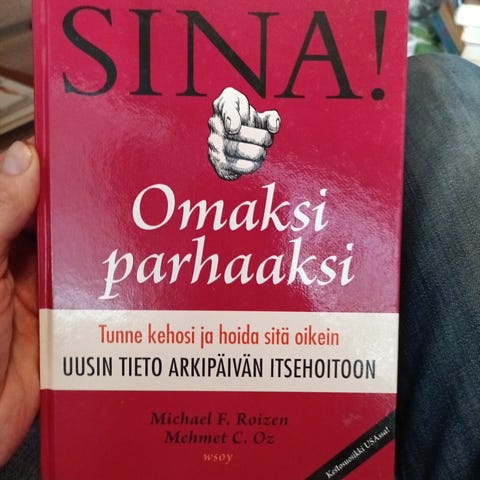 SINA!
Omaksi
parhaaksi
Tunne kehosi ja hoida sitä oikein
UUSIN TIETO ARKIPÄIVÄN ITSEHOITOON
Michael F. Roizen
Mehmet C. Oz
wsoy
Kestosuosikki USAssa!